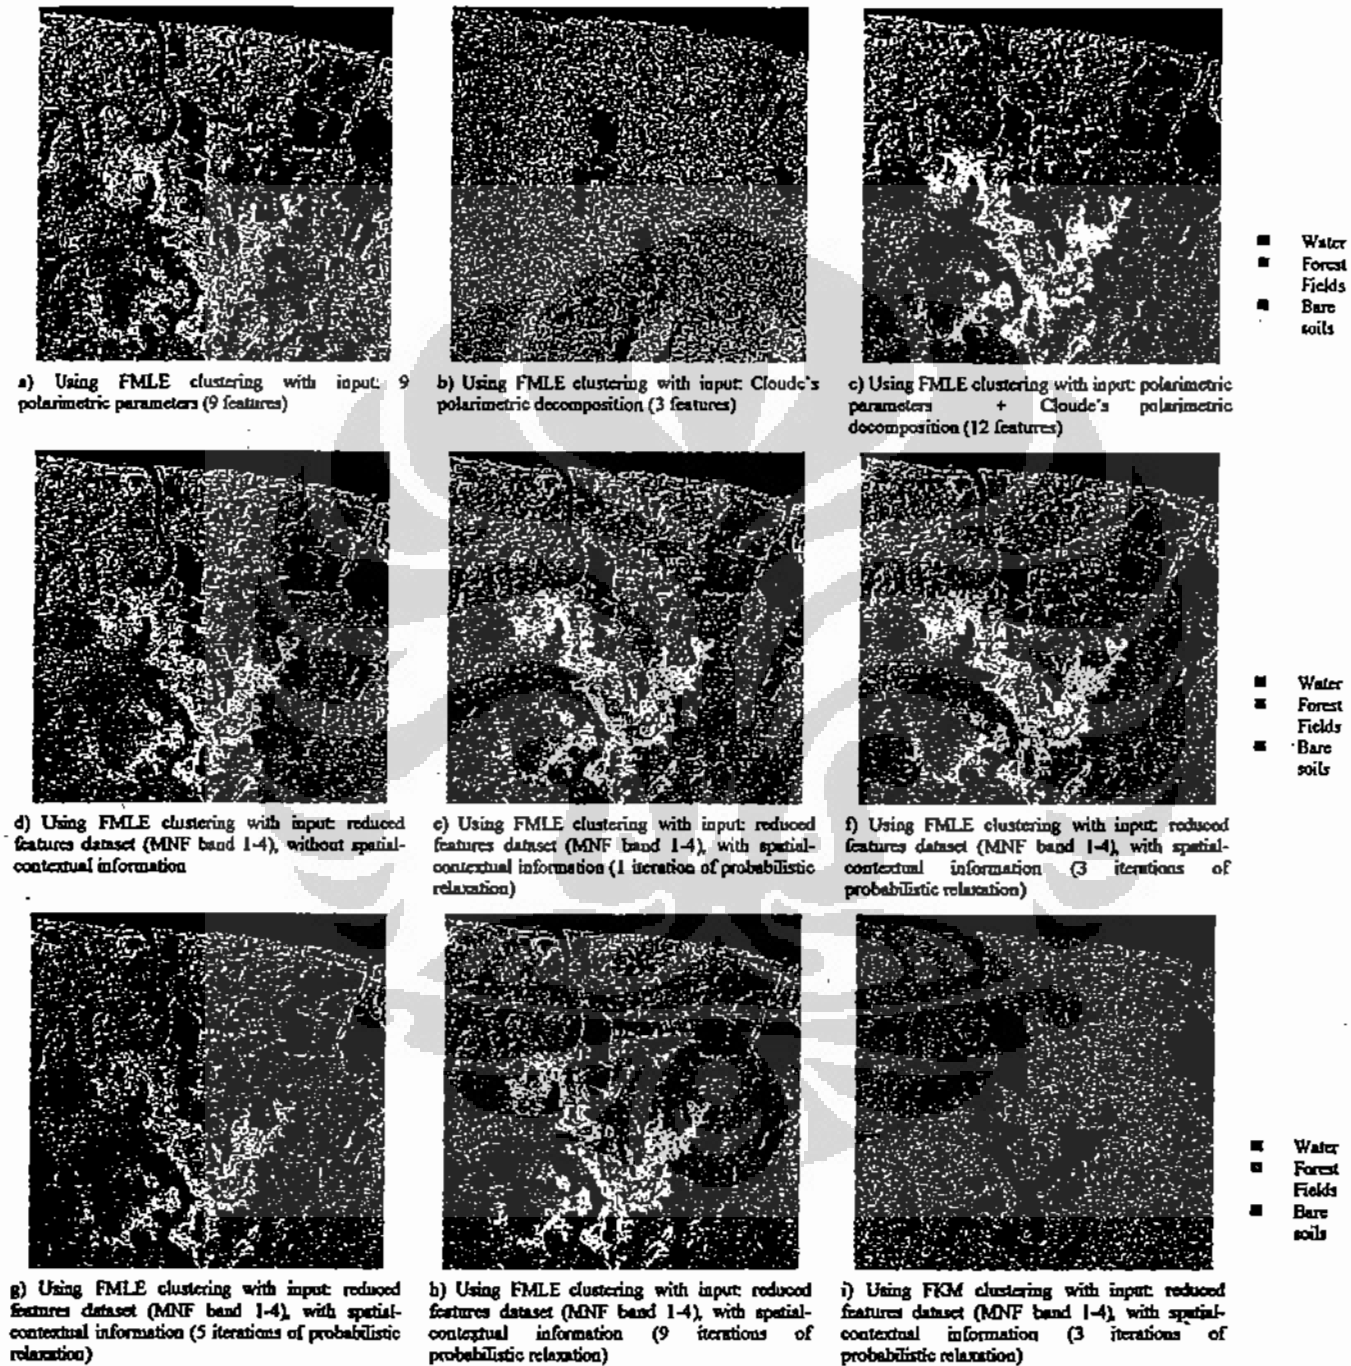 Water
Forest
Fields
Bare
soils
a) Using FMLE clustering with input: 9
polarimetric parameters (9 features)
b) Using FMLE clustering with input: Cloude's
polarimetric decomposition (3 features)
c) Using FMLE clustering with input: polarimetric
parameters + Cloude's polarimetric
decomposition (12 features)
Water
Forest
Fields
Bare
soils
d) Using FMLE clustering with input: reduced
features dataset (MNF band 1-4), without spatial-
contextual information
e) Using FMLE clustering with input: reduced
features dataset (MNF band 1-4), with spatial-
contextual information (1 iteration of probabilistic
relaxation)
f) Using FMLE clustering with input: reduced
features dataset (MNF band 1-4), with spatial-
contextual information (3 iterations of
probabilistic relaxation)
Water
Forest
Fields
Bare
soils
g) Using FMLE clustering with input: reduced
features dataset (MNF band 1-4), with spatial-
contextual information (5 iterations of probabilistic
relaxation)
h) Using FMLE clustering with input: reduced
features dataset (MNF band 1-4), with spatial-
contextual information (9 iterations of
probabilistic relaxation)
i) Using FKM clustering with input: reduced
features dataset (MNF band 1-4), with spatial-
contextual information (3 iterations of
probabilistic relaxation)